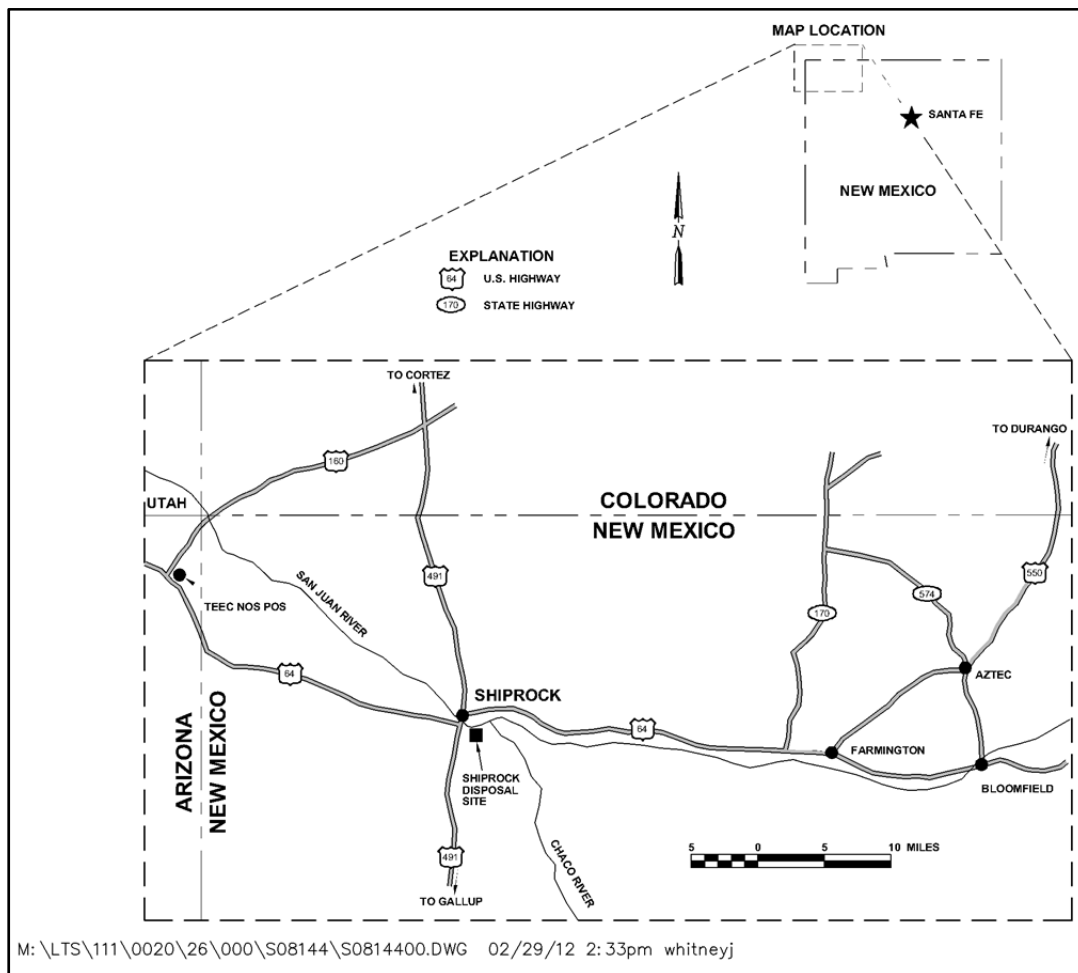 MAP LOCATION
SANTA FE
NEW MEXICO
N
EXPLANATION
64
U.S. HIGHWAY
170
STATE HIGHWAY
TO CORTEZ
TO DURANGO
160
UTAH
COLORADO
NEW MEXICO
491
550
TEEC NOS POS
SAN JUAN RIVER
574
170
64
SHIPROCK
AZTEC
ARIZONA
NEW MEXICO
64
FARMINGTON
SHIPROCK
DISPOSAL
SITE
BLOOMFIELD
CHACO RIVER
491
5 0 5 10 MILES
TO GALLUP
M: \LTS\111\0020\26\000\S08144\S0814400.DWG 02/29/12 2:33pm whitneyj